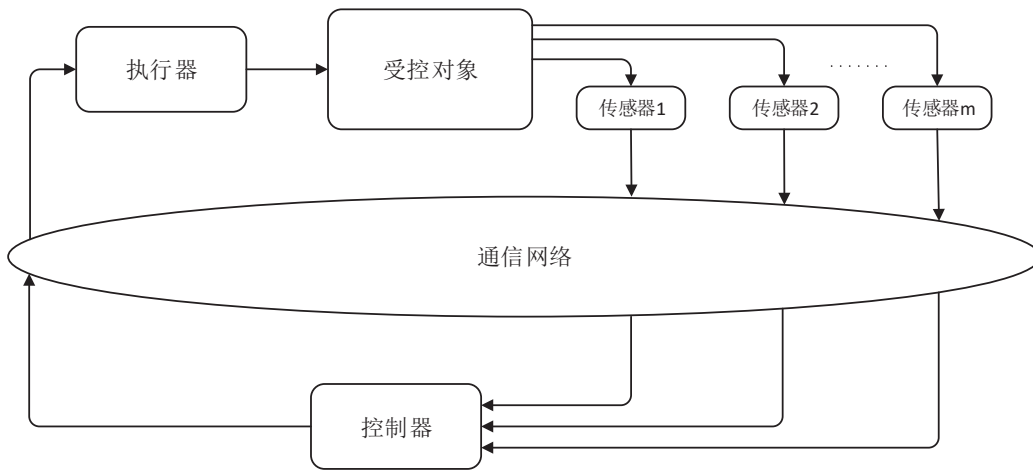 执行器
受控对象
.......
传感器1
传感器2
传感器m
通信网络
控制器